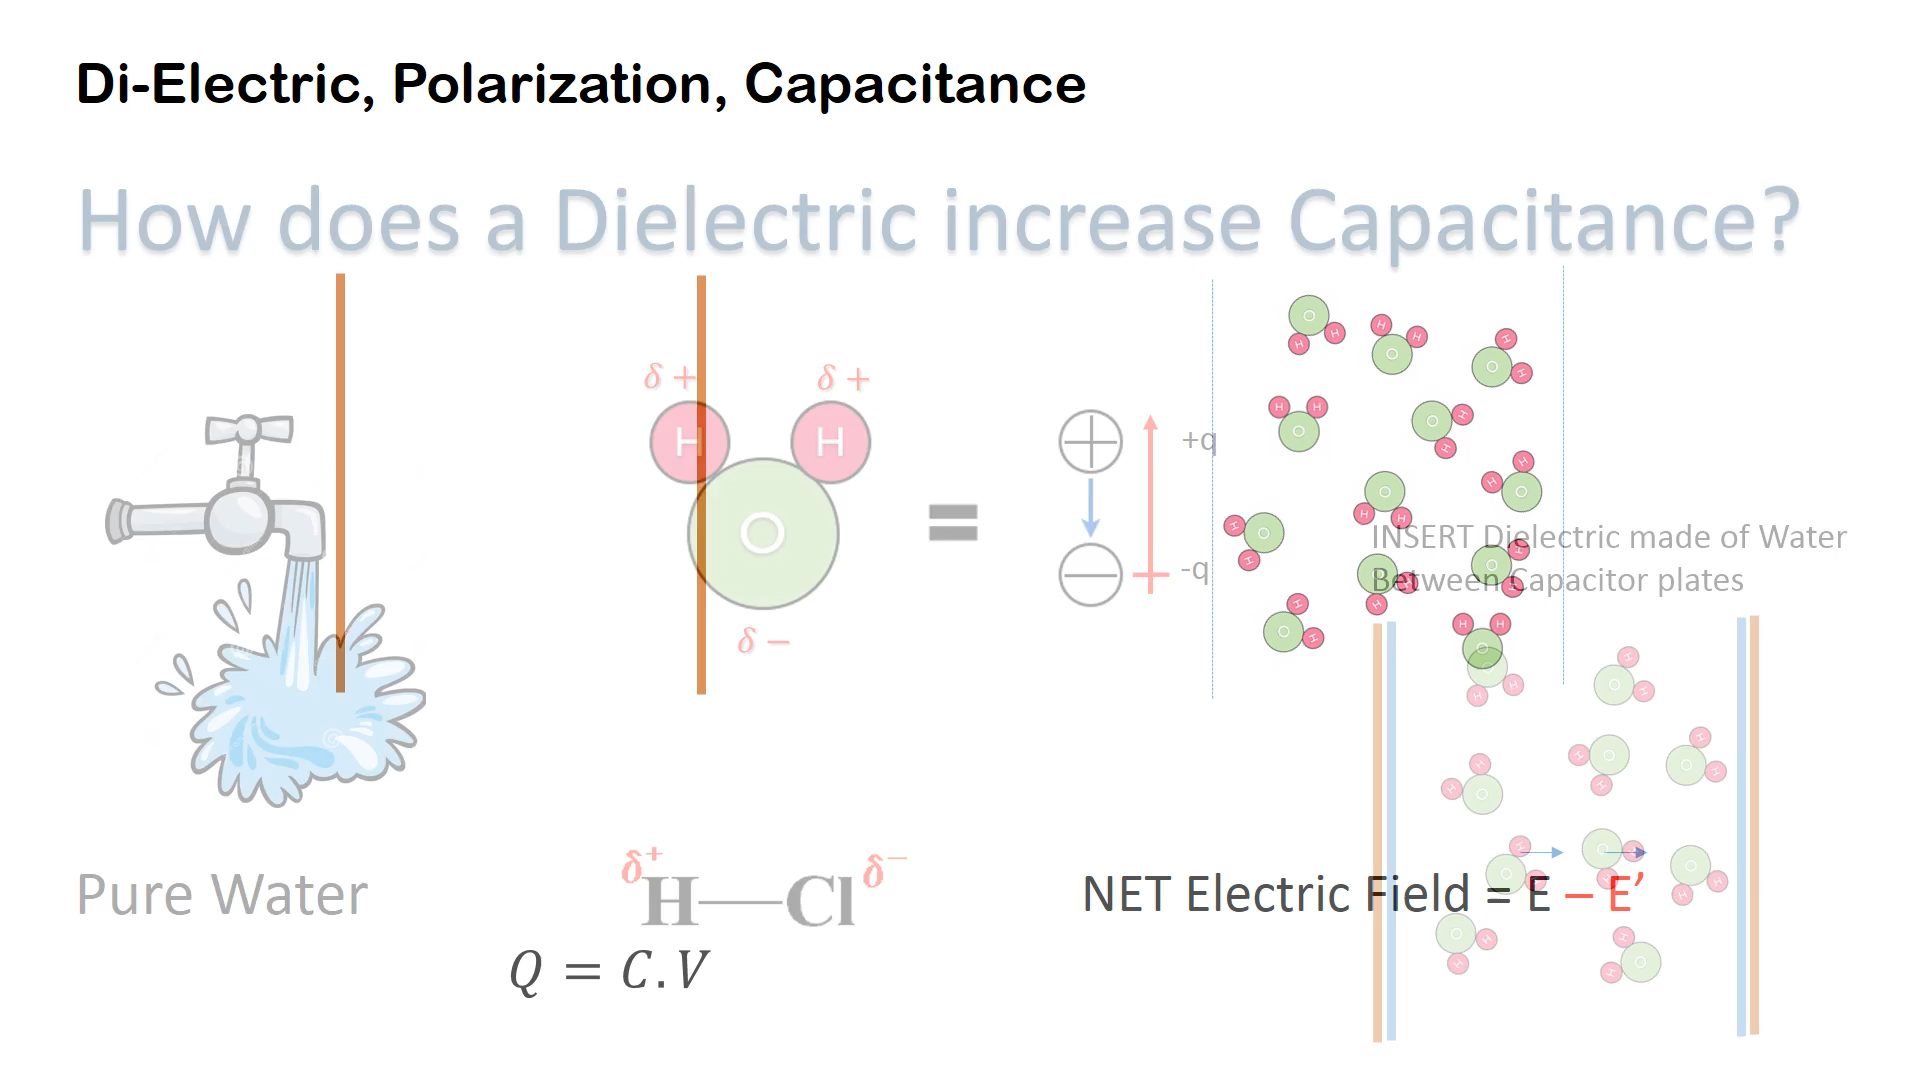 Di-Electric, Polarization, Capacitance
How does a Dielectric increase Capacitance?
δ +
δ +
H
H
O
δ −
=
+q
-q
INSERT Dielectric made of Water
Between Capacitor plates
Pure Water
δ+
H—Cl
δ−
NET Electric Field = E – E’
Q = C.V